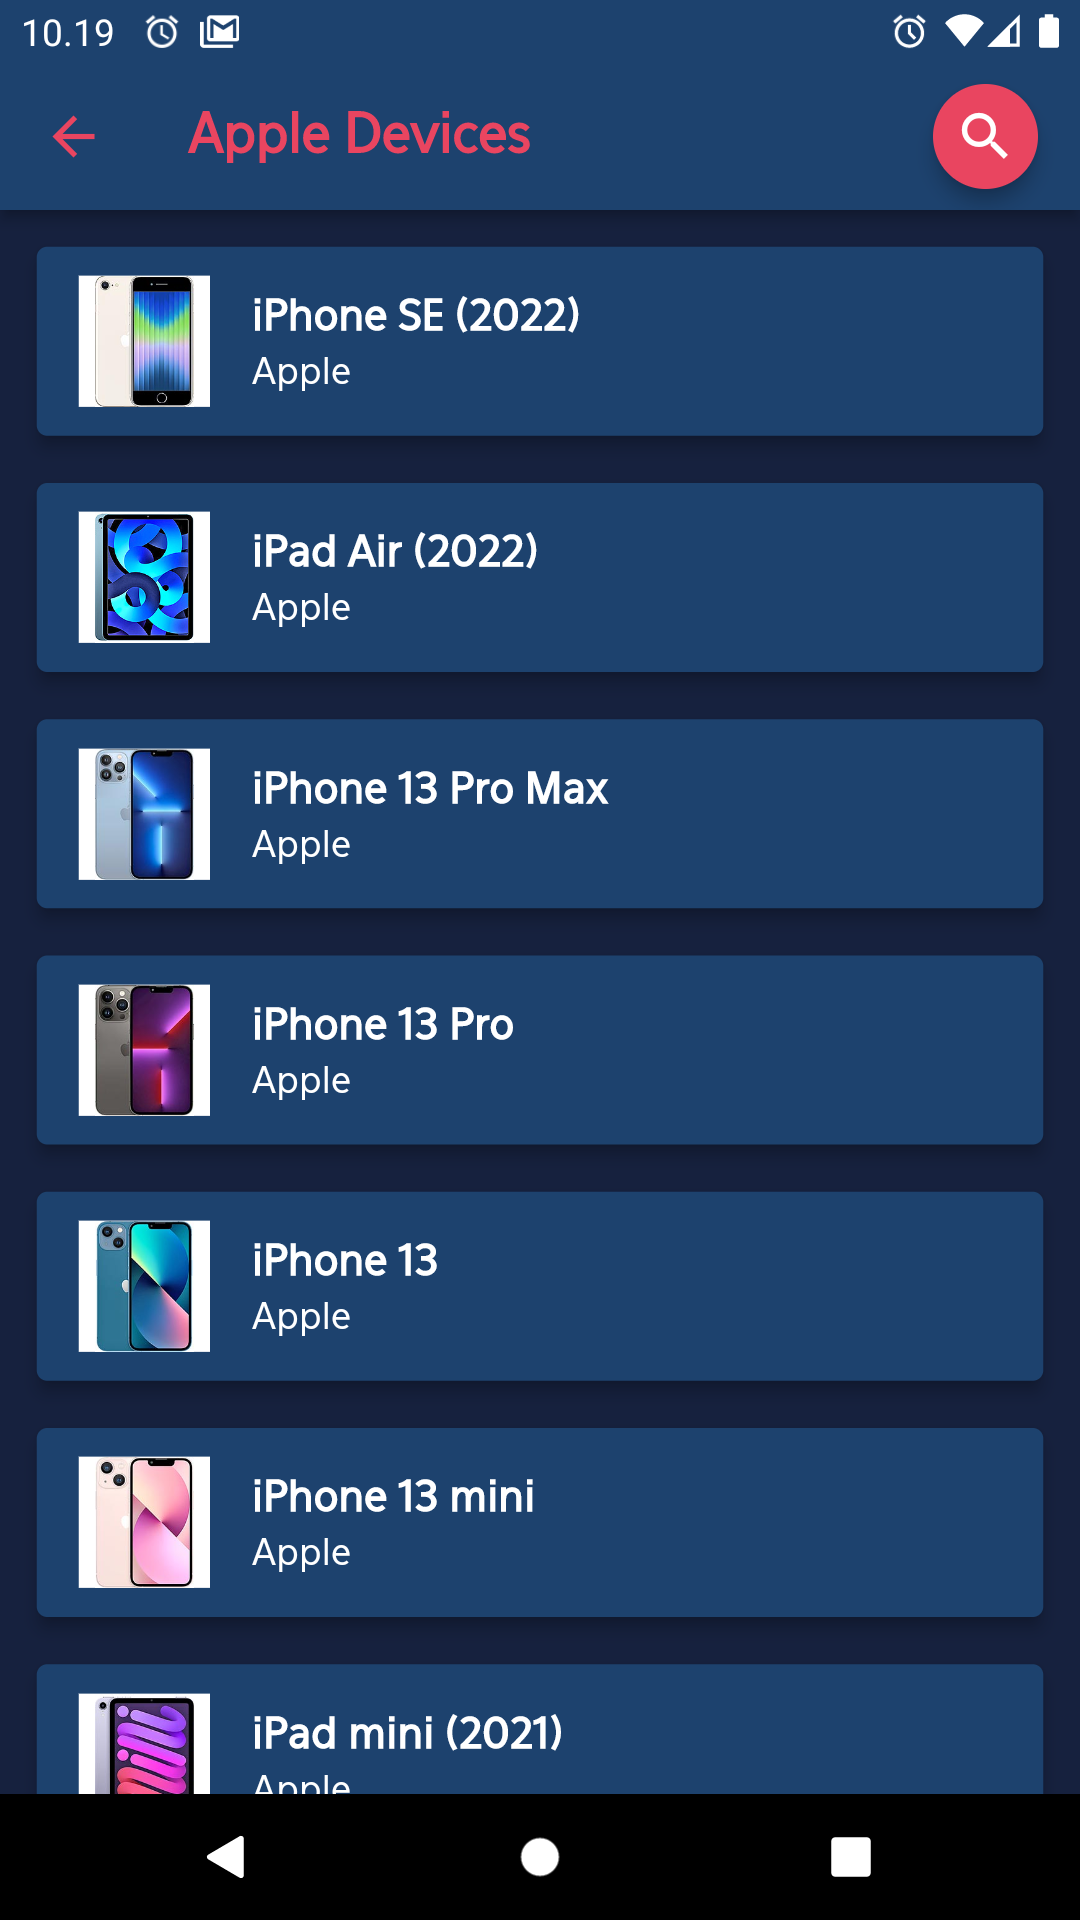 10.19
Apple Devices
iPhone SE (2022)
Apple
iPad Air (2022)
Apple
iPhone 13 Pro Max
Apple
iPhone 13 Pro
Apple
iPhone 13
Apple
iPhone 13 mini
Apple
iPad mini (2021)
Apple